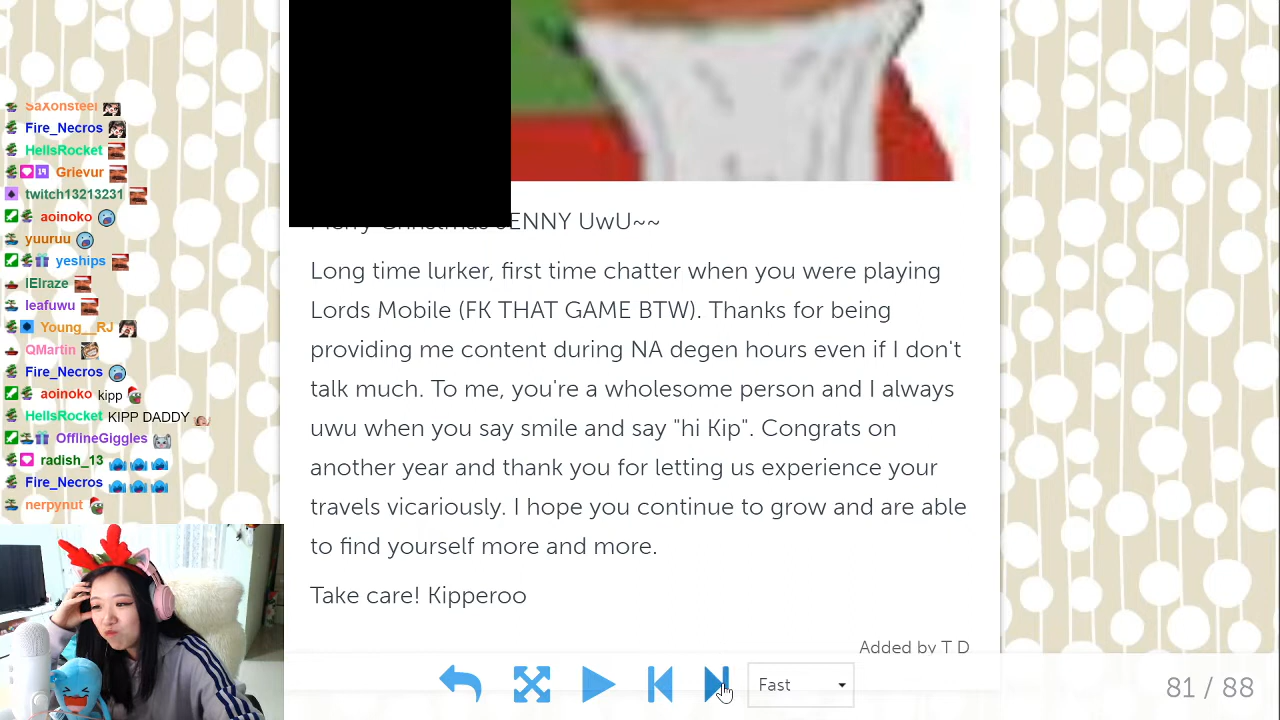 SaXonsteel
Fire_Necros
HellsRocket
19 Grievur
twitch13213231
aoinoko
yuuruu
yeships
Leafuwu
Young__RJ
QMartin
Fire_Necros
aoinoko kipp
HellsRocket KIPP DADDY
OfflineGiggles
radish_13
Fire_Necros
nerpynut
JENNY UwU~~
Long time lurker, first time chatter when you were playing
Lords Mobile (FK THAT GAME BTW). Thanks for being
providing me content during NA degen hours even if I don't
talk much. To me, you're a wholesome person and I always
uwu when you say smile and say "hi Kip". Congrats on
another year and thank you for letting us experience your
travels vicariously. I hope you continue to grow and are able
to find yourself more and more.
Take care! Kipperoo
Added by T D
Fast
81 / 88